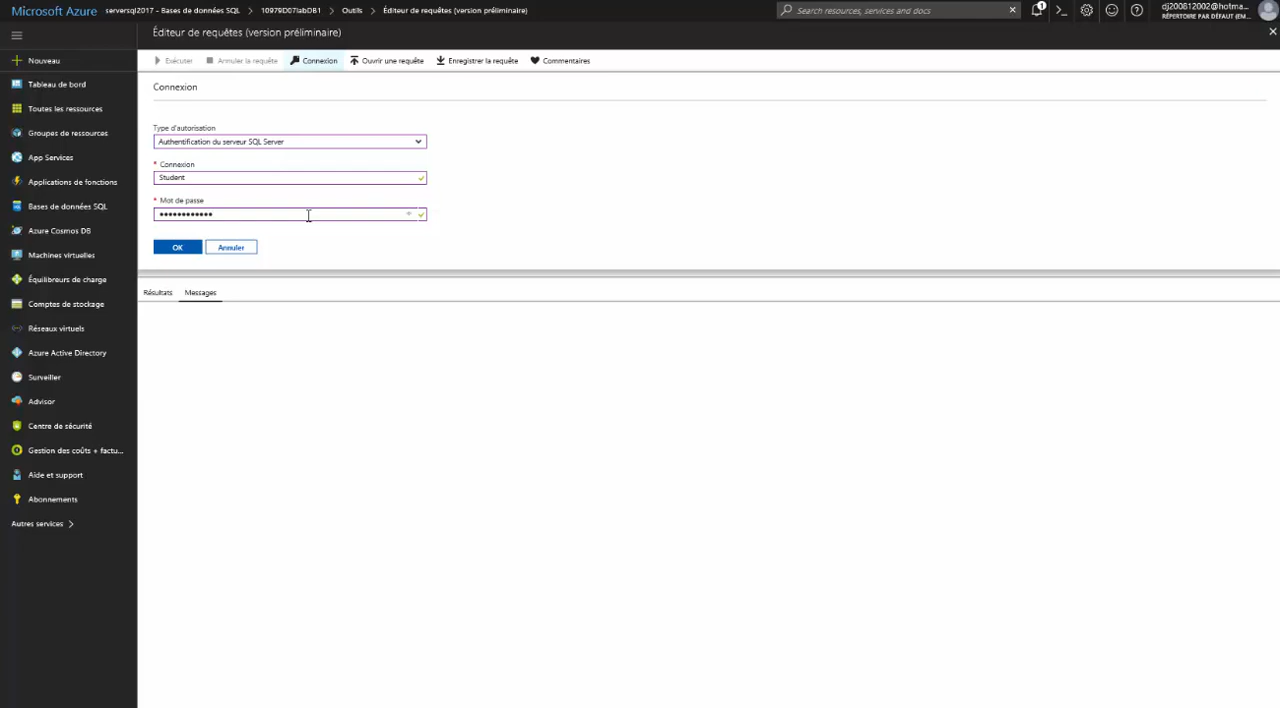 Microsoft Azure serversql2017 - Bases de données SQL > 10979D07labDB1 > Outils > Éditeur de requêtes (version préliminaire)
Search resources, services and docs
1
dj200812002@hotma...
RÉPERTOIRE PAR DÉFAUT (EM...
Éditeur de requêtes (version préliminaire)
Exécuter Annuler la requête Connexion Ouvrir une requête Enregistrer la requête Commentaires
Connexion
Type d'autorisation
Authentification du serveur SQL Server
* Connexion
Student
* Mot de passe
••••••••••••
OK Annuler
Résultats Messages
Nouveau
Tableau de bord
Toutes les ressources
Groupes de ressources
App Services
Applications de fonctions
Bases de données SQL
Azure Cosmos DB
Machines virtuelles
Équilibreurs de charge
Comptes de stockage
Réseaux virtuels
Azure Active Directory
Surveiller
Advisor
Centre de sécurité
Gestion des coûts + factu...
Aide et support
Abonnements
Autres services >